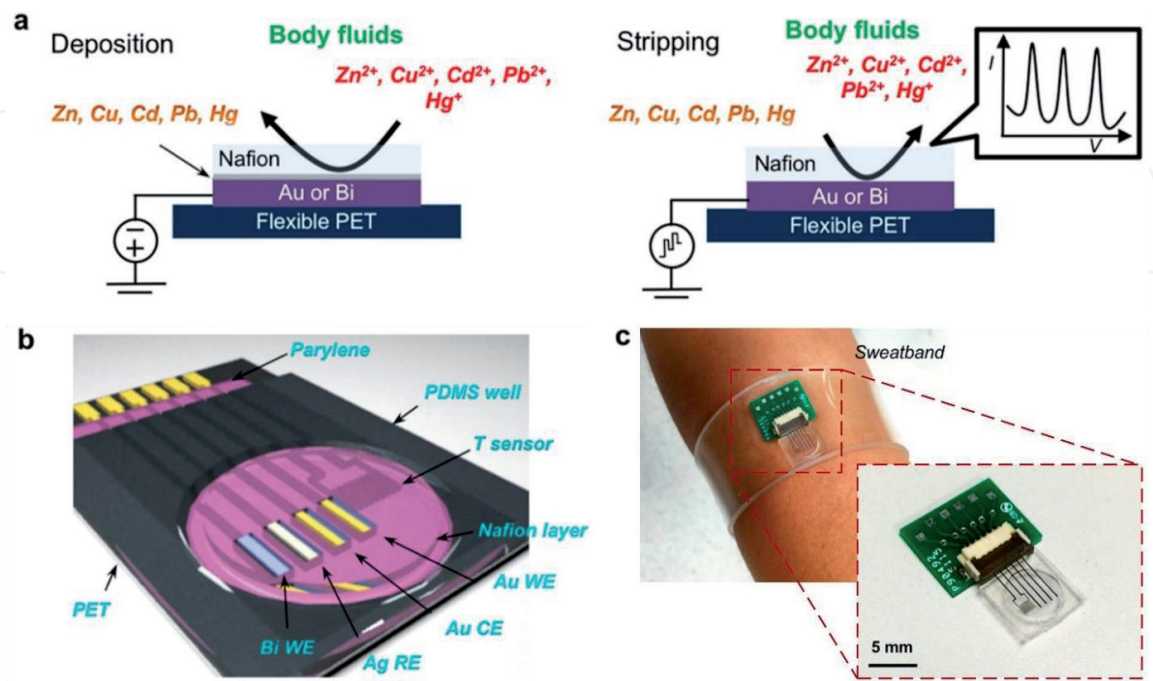 a
Deposition
Body fluids
Zn²⁺, Cu²⁺, Cd²⁺, Pb²⁺,
Hg⁺
Zn, Cu, Cd, Pb, Hg
Nafion
Au or Bi
Flexible PET
Stripping
Body fluids
Zn²⁺, Cu²⁺, Cd²⁺,
Pb²⁺, Hg⁺
Zn, Cu, Cd, Pb, Hg
I
V
Nafion
Au or Bi
Flexible PET
b
Parylene
PDMS well
T sensor
Nafion layer
Au WE
Au CE
Ag RE
Bi WE
PET
c
Sweatband
5 mm